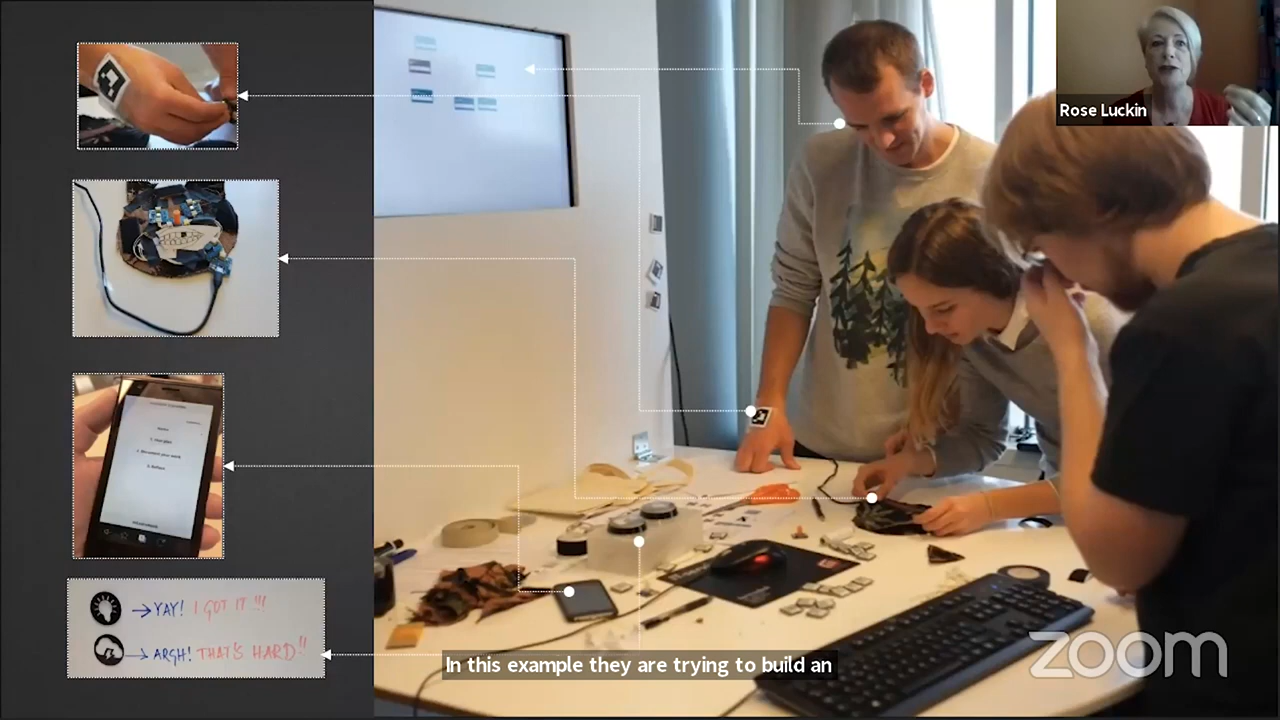 Rose Luckin
→YAY! I GOT IT !!!
→ARGH! THAT'S HARD!!
In this example they are trying to build an
zoom